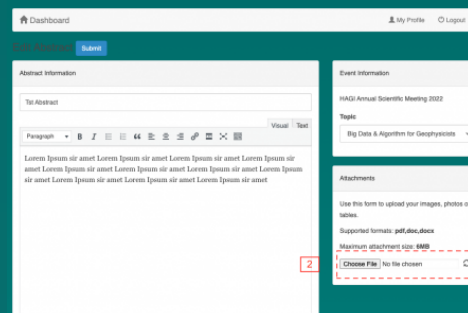 Dashboard
My Profile
Logout
Submit
Abstract Information
Tst Abstract
Visual
Text
Paragraph
B I
Lorem Ipsum sir amet Lorem Ipsum sir amet Lorem Ipsum sir amet Lorem Ipsum sir
amet Lorem Ipsum sir amet Lorem Ipsum sir amet Lorem Ipsum sir amet Lorem Ipsum
sir amet Lorem Ipsum sir amet Lorem Ipsum sir amet Lorem Ipsum sir amet
Event Information
HAGI Annual Scientific Meeting 2022
Topic
Big Data & Algorithm for Geophysicists
Attachments
Use this form to upload your images, photos o
tables.
Supported formats: pdf,doc,docx
Maximum attachment size: 6MB
2
Choose File No file chosen